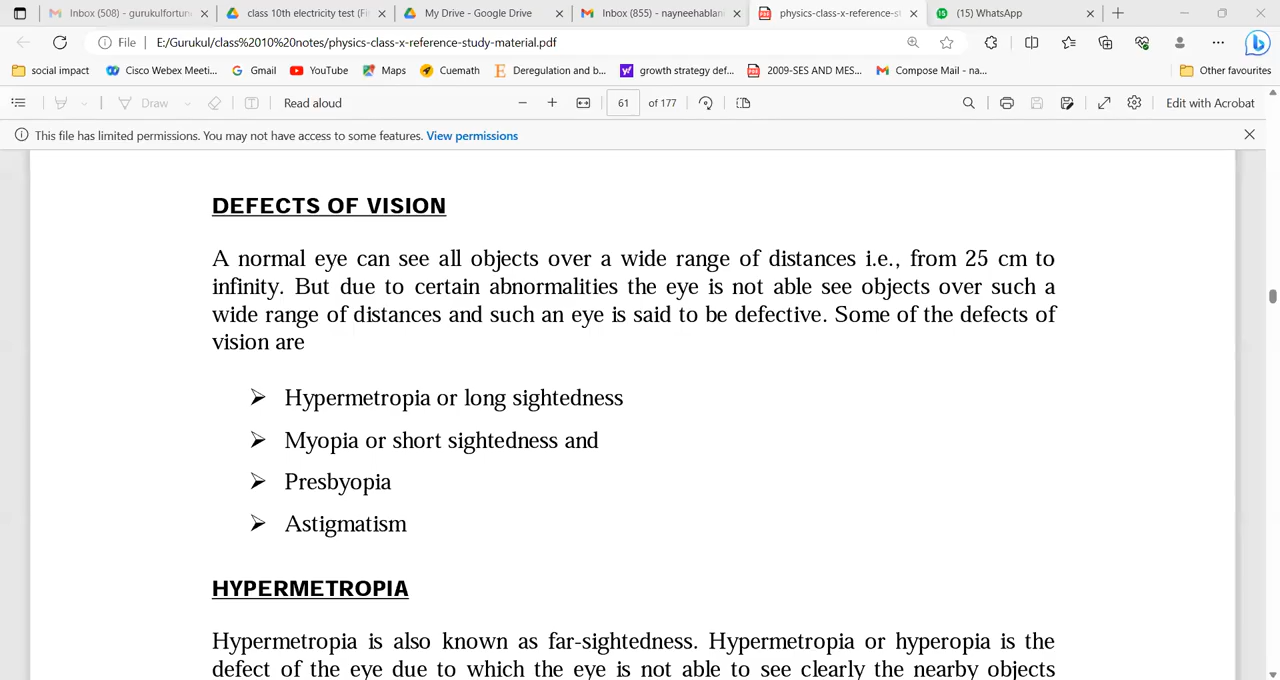 Inbox (508) - gurukulfortun
class 10th electricity test (Fi
My Drive - Google Drive
Inbox (855) - nayneehablan
physics-class-x-reference-st
(15) WhatsApp
File
E:/Gurukul/class%2010%20notes/physics-class-x-reference-study-material.pdf
social impact
Cisco Webex Meeti...
Gmail
YouTube
Maps
Cuemath
Deregulation and b...
growth strategy def...
2009-SES AND MES...
Compose Mail - na...
Other favourites
Draw
Read aloud
61 of 177
Edit with Acrobat
This file has limited permissions. You may not have access to some features. View permissions
DEFECTS OF VISION
A normal eye can see all objects over a wide range of distances i.e., from 25 cm to
infinity. But due to certain abnormalities the eye is not able see objects over such a
wide range of distances and such an eye is said to be defective. Some of the defects of
vision are
Hypermetropia or long sightedness
Myopia or short sightedness and
Presbyopia
Astigmatism
HYPERMETROPIA
Hypermetropia is also known as far-sightedness. Hypermetropia or hyperopia is the
defect of the eye due to which the eye is not able to see clearly the nearby objects